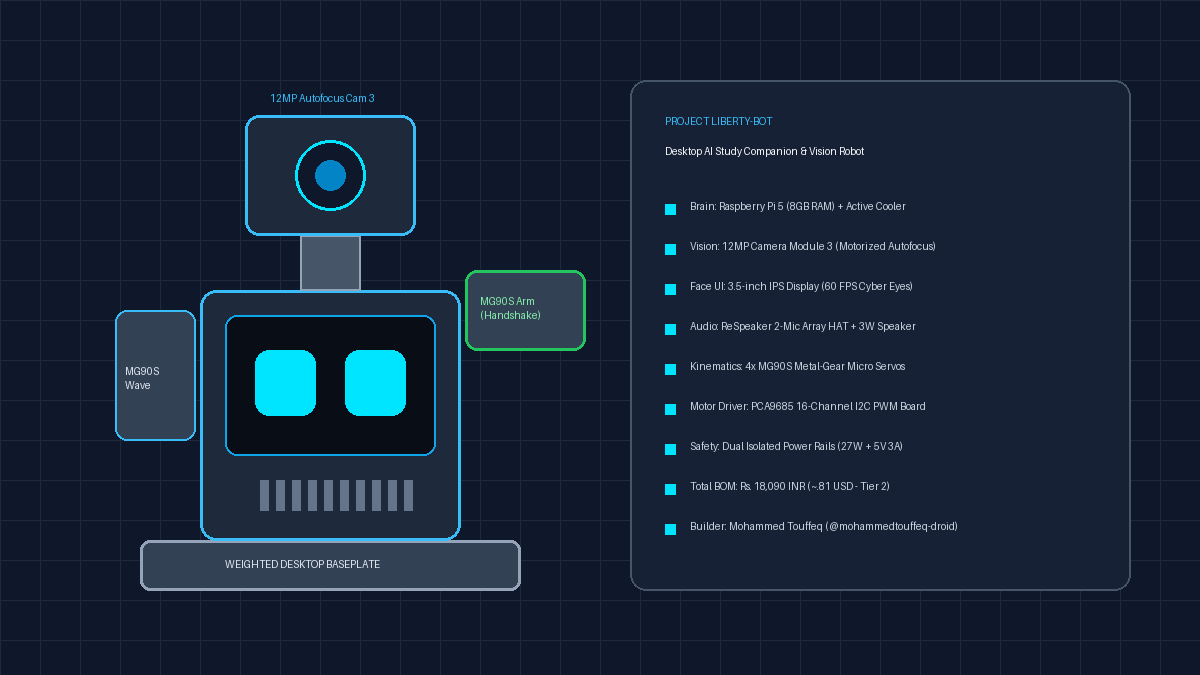 12MP Autofocus Cam 3
MG90S Arm
(Handshake)
MG90S
Wave
WEIGHTED DESKTOP BASEPLATE
PROJECT LIBERTY-BOT
Desktop AI Study Companion & Vision Robot
Brain: Raspberry Pi 5 (8GB RAM) + Active Cooler
Vision: 12MP Camera Module 3 (Motorized Autofocus)
Face UI: 3.5-inch IPS Display (60 FPS Cyber Eyes)
Audio: ReSpeaker 2-Mic Array HAT + 3W Speaker
Kinematics: 4x MG90S Metal-Gear Micro Servos
Motor Driver: PCA9685 16-Channel I2C PWM Board
Safety: Dual Isolated Power Rails (27W + 5V 3A)
Total BOM: Rs. 18,090 INR (~.81 USD - Tier 2)
Builder: Mohammed Touffeq (@mohammedtouffeq-droid)